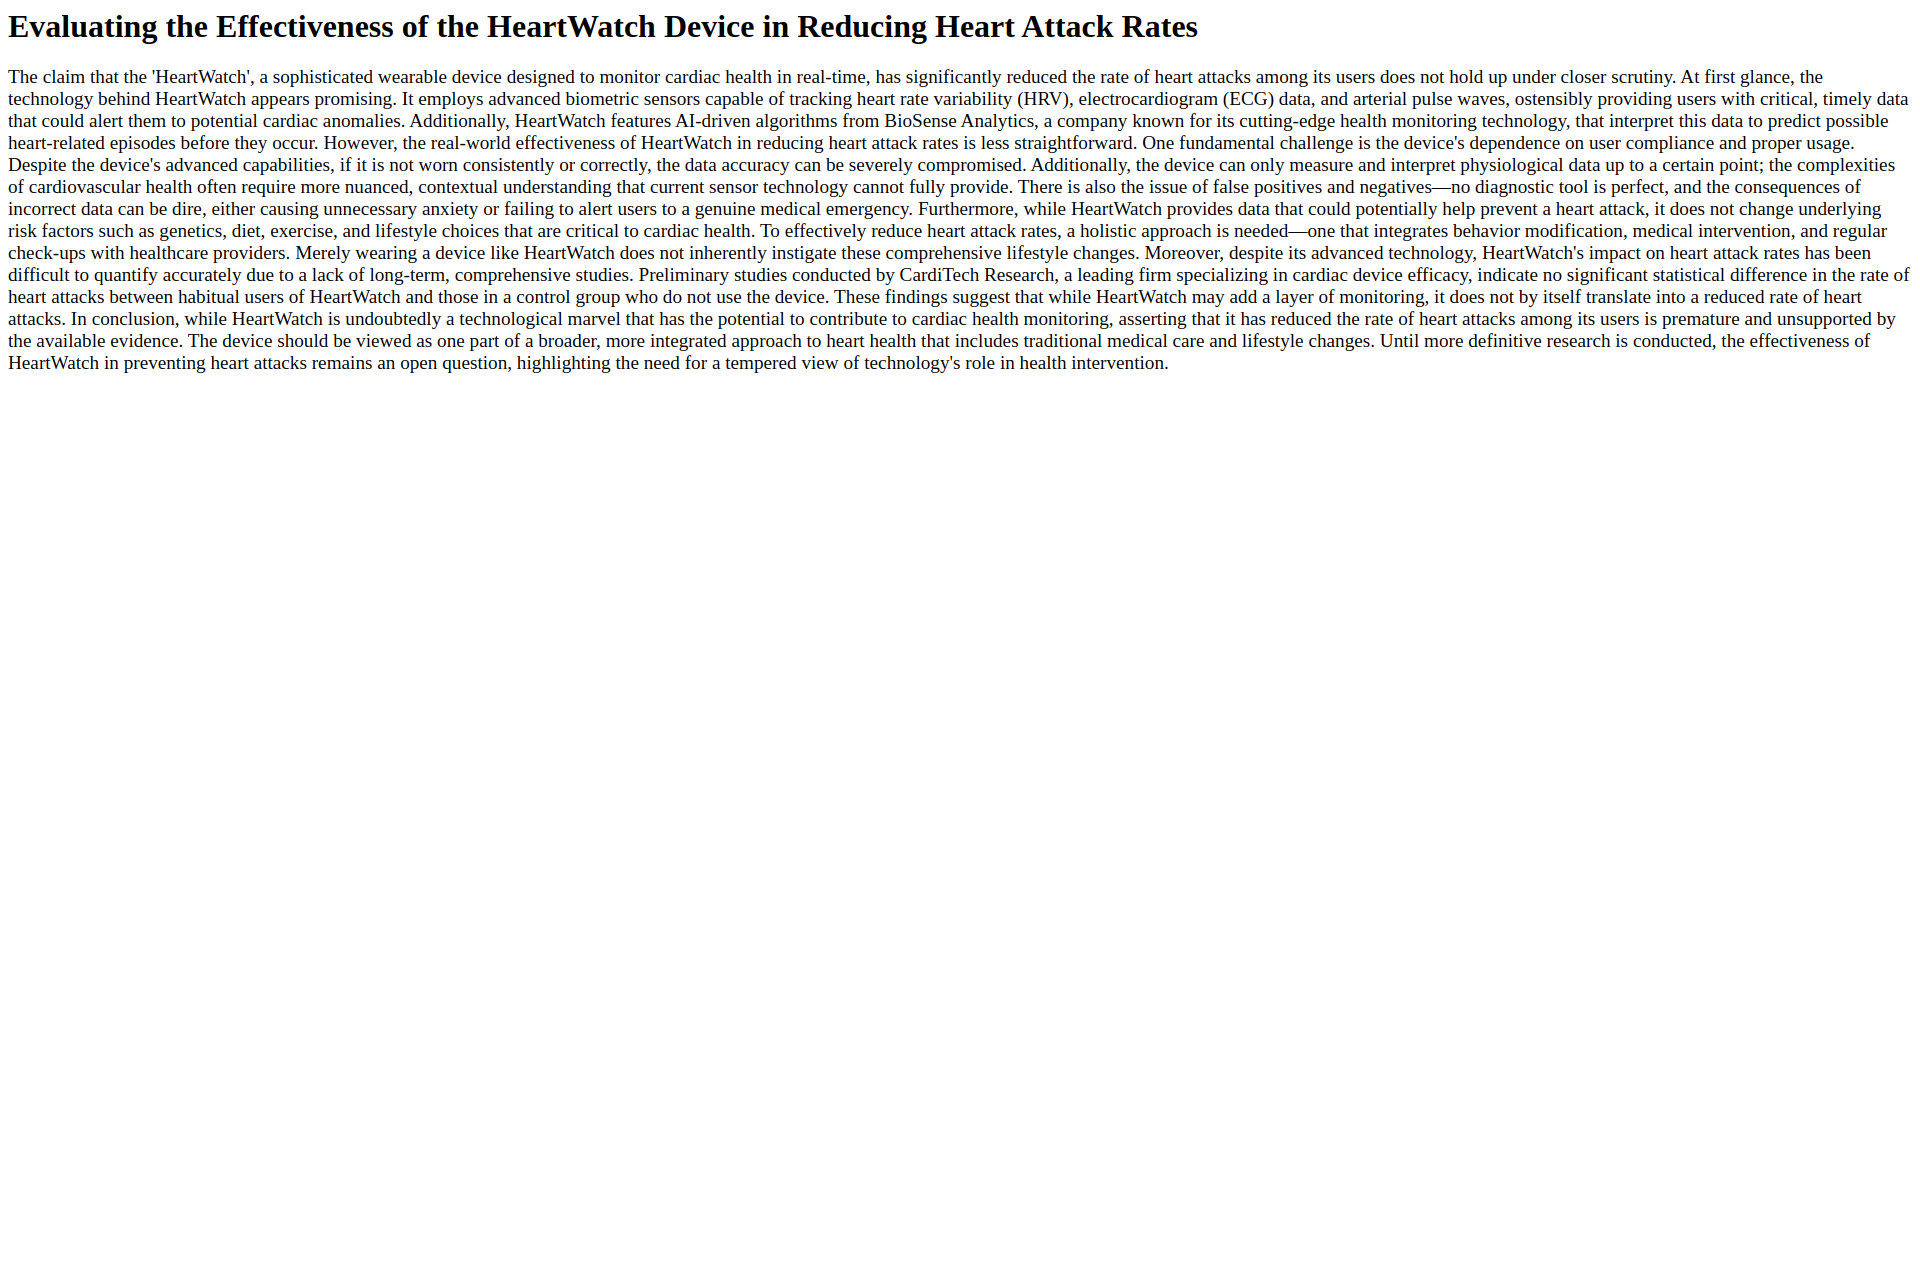 Evaluating the Effectiveness of the HeartWatch Device in Reducing Heart Attack Rates
The claim that the 'HeartWatch', a sophisticated wearable device designed to monitor cardiac health in real-time, has significantly reduced the rate of heart attacks among its users does not hold up under closer scrutiny. At first glance, the
technology behind HeartWatch appears promising. It employs advanced biometric sensors capable of tracking heart rate variability (HRV), electrocardiogram (ECG) data, and arterial pulse waves, ostensibly providing users with critical, timely data
that could alert them to potential cardiac anomalies. Additionally, HeartWatch features AI-driven algorithms from BioSense Analytics, a company known for its cutting-edge health monitoring technology, that interpret this data to predict possible
heart-related episodes before they occur. However, the real-world effectiveness of HeartWatch in reducing heart attack rates is less straightforward. One fundamental challenge is the device's dependence on user compliance and proper usage.
Despite the device's advanced capabilities, if it is not worn consistently or correctly, the data accuracy can be severely compromised. Additionally, the device can only measure and interpret physiological data up to a certain point; the complexities
of cardiovascular health often require more nuanced, contextual understanding that current sensor technology cannot fully provide. There is also the issue of false positives and negatives—no diagnostic tool is perfect, and the consequences of
incorrect data can be dire, either causing unnecessary anxiety or failing to alert users to a genuine medical emergency. Furthermore, while HeartWatch provides data that could potentially help prevent a heart attack, it does not change underlying
risk factors such as genetics, diet, exercise, and lifestyle choices that are critical to cardiac health. To effectively reduce heart attack rates, a holistic approach is needed—one that integrates behavior modification, medical intervention, and regular
check-ups with healthcare providers. Merely wearing a device like HeartWatch does not inherently instigate these comprehensive lifestyle changes. Moreover, despite its advanced technology, HeartWatch's impact on heart attack rates has been
difficult to quantify accurately due to a lack of long-term, comprehensive studies. Preliminary studies conducted by CardiTech Research, a leading firm specializing in cardiac device efficacy, indicate no significant statistical difference in the rate of
heart attacks between habitual users of HeartWatch and those in a control group who do not use the device. These findings suggest that while HeartWatch may add a layer of monitoring, it does not by itself translate into a reduced rate of heart
attacks. In conclusion, while HeartWatch is undoubtedly a technological marvel that has the potential to contribute to cardiac health monitoring, asserting that it has reduced the rate of heart attacks among its users is premature and unsupported by
the available evidence. The device should be viewed as one part of a broader, more integrated approach to heart health that includes traditional medical care and lifestyle changes. Until more definitive research is conducted, the effectiveness of
HeartWatch in preventing heart attacks remains an open question, highlighting the need for a tempered view of technology's role in health intervention.